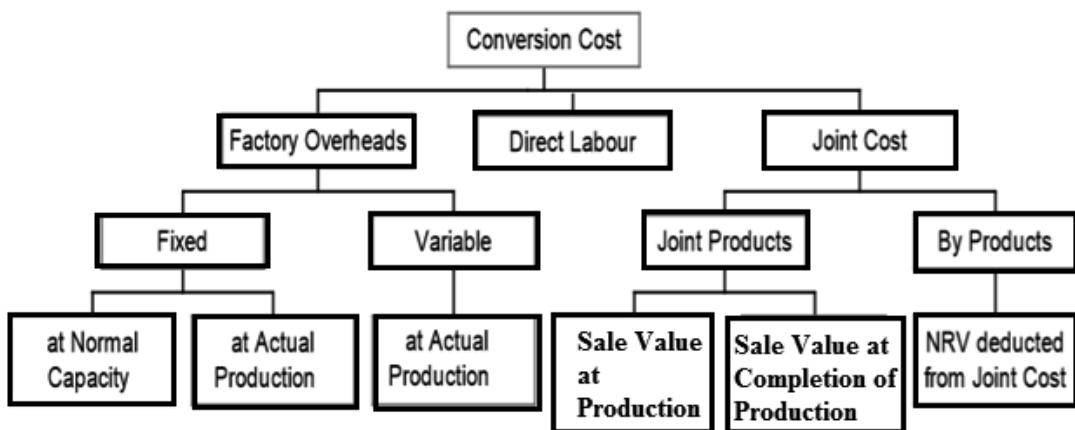 Conversion Cost
Factory Overheads
Direct Labour
Joint Cost
Fixed
Variable
Joint Products
By Products
at Normal
Capacity
at Actual
Production
at Actual
Production
Sale Value
at
Production
Sale Value at
Completion of
Production
NRV deducted
from Joint Cost